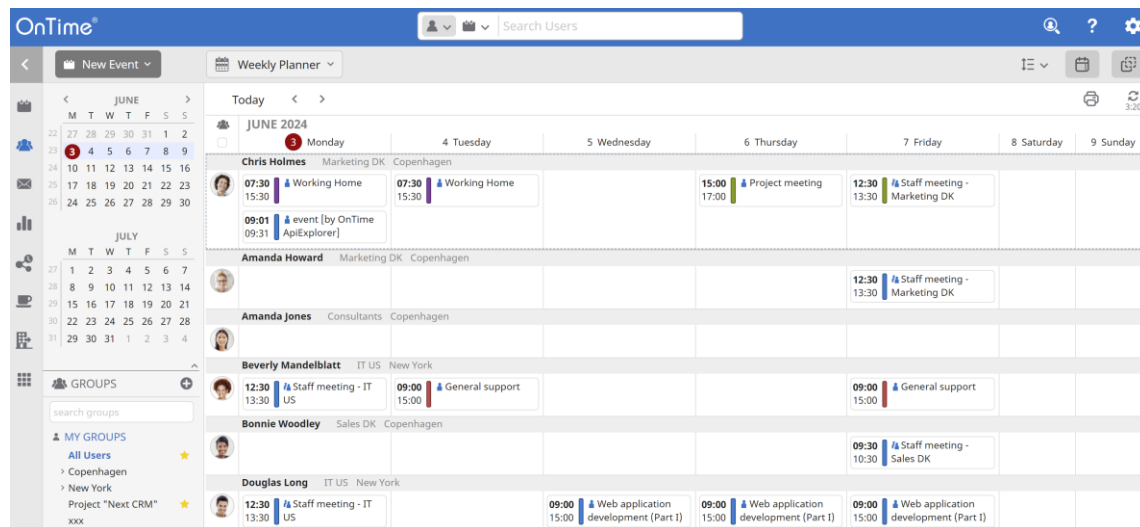 OnTime®
Search Users
New Event
Weekly Planner
JUNE
M T W T F S S
22 27 28 29 30 31 1 2
23 3 4 5 6 7 8 9
24 10 11 12 13 14 15 16
25 17 18 19 20 21 22 23
26 24 25 26 27 28 29 30
JULY
M T W T F S S
27 1 2 3 4 5 6 7
28 8 9 10 11 12 13 14
29 15 16 17 18 19 20 21
30 22 23 24 25 26 27 28
31 29 30 31 1 2 3 4
GROUPS
search groups
MY GROUPS
All Users
Copenhagen
New York
Project "Next CRM"
xxx
Today
3:20
JUNE 2024
3 Monday 4 Tuesday 5 Wednesday 6 Thursday 7 Friday 8 Saturday 9 Sunday
Chris Holmes Marketing DK Copenhagen
07:30 Working Home
15:30
09:01 event [by OnTime
09:31 ApiExplorer]
07:30 Working Home
15:30
15:00 Project meeting
17:00
12:30 Staff meeting -
13:30 Marketing DK
Amanda Howard Marketing DK Copenhagen
12:30 Staff meeting -
13:30 Marketing DK
Amanda Jones Consultants Copenhagen
Beverly Mandelblatt IT US New York
12:30 Staff meeting - IT
13:30 US
09:00 General support
15:00
09:00 General support
15:00
Bonnie Woodley Sales DK Copenhagen
09:30 Staff meeting -
10:30 Sales DK
Douglas Long IT US New York
12:30 Staff meeting - IT
13:30 US
09:00 Web application
15:00 development (Part I)
09:00 Web application
15:00 development (Part I)
09:00 Web application
15:00 development (Part I)